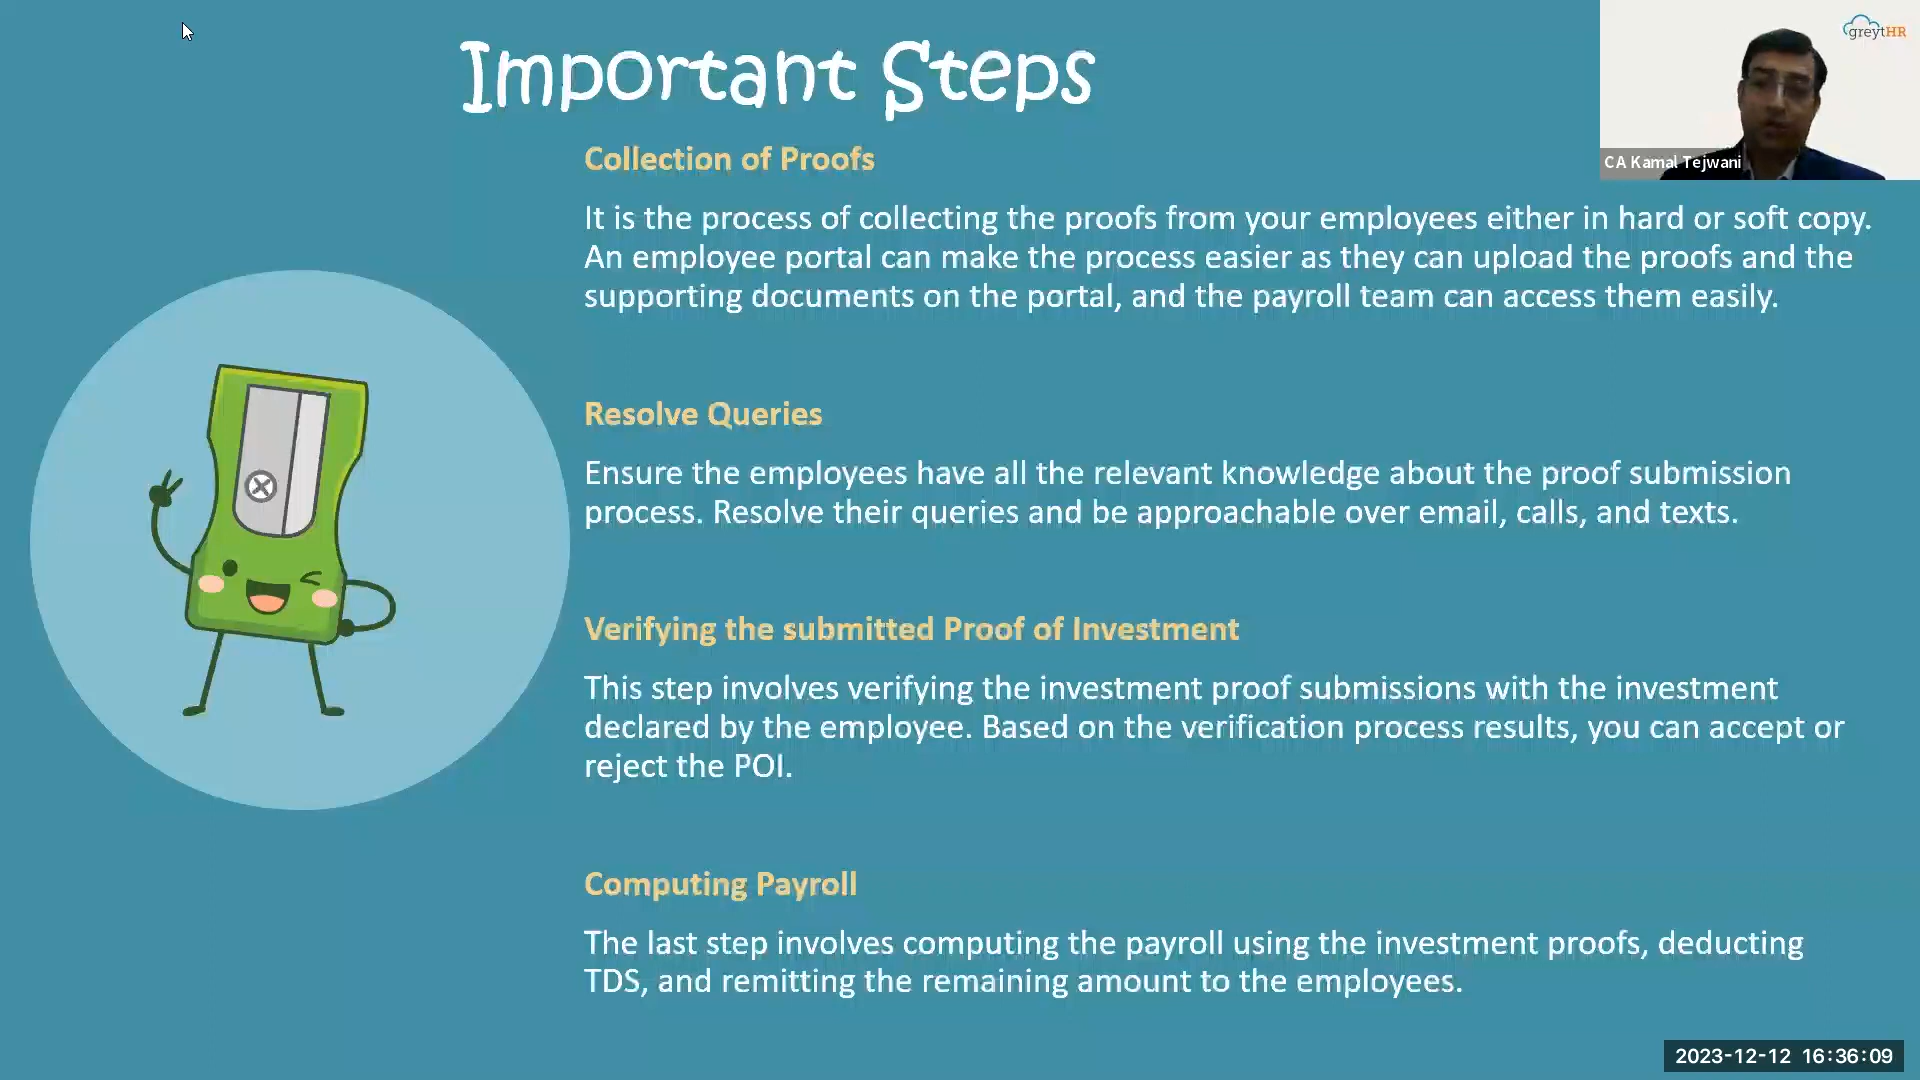 Important Steps
greytHR
CA Kamal Tejwani
Collection of Proofs
It is the process of collecting the proofs from your employees either in hard or soft copy.
An employee portal can make the process easier as they can upload the proofs and the
supporting documents on the portal, and the payroll team can access them easily.
Resolve Queries
Ensure the employees have all the relevant knowledge about the proof submission
process. Resolve their queries and be approachable over email, calls, and texts.
Verifying the submitted Proof of Investment
This step involves verifying the investment proof submissions with the investment
declared by the employee. Based on the verification process results, you can accept or
reject the POI.
Computing Payroll
The last step involves computing the payroll using the investment proofs, deducting
TDS, and remitting the remaining amount to the employees.
2023-12-12 16:36:09